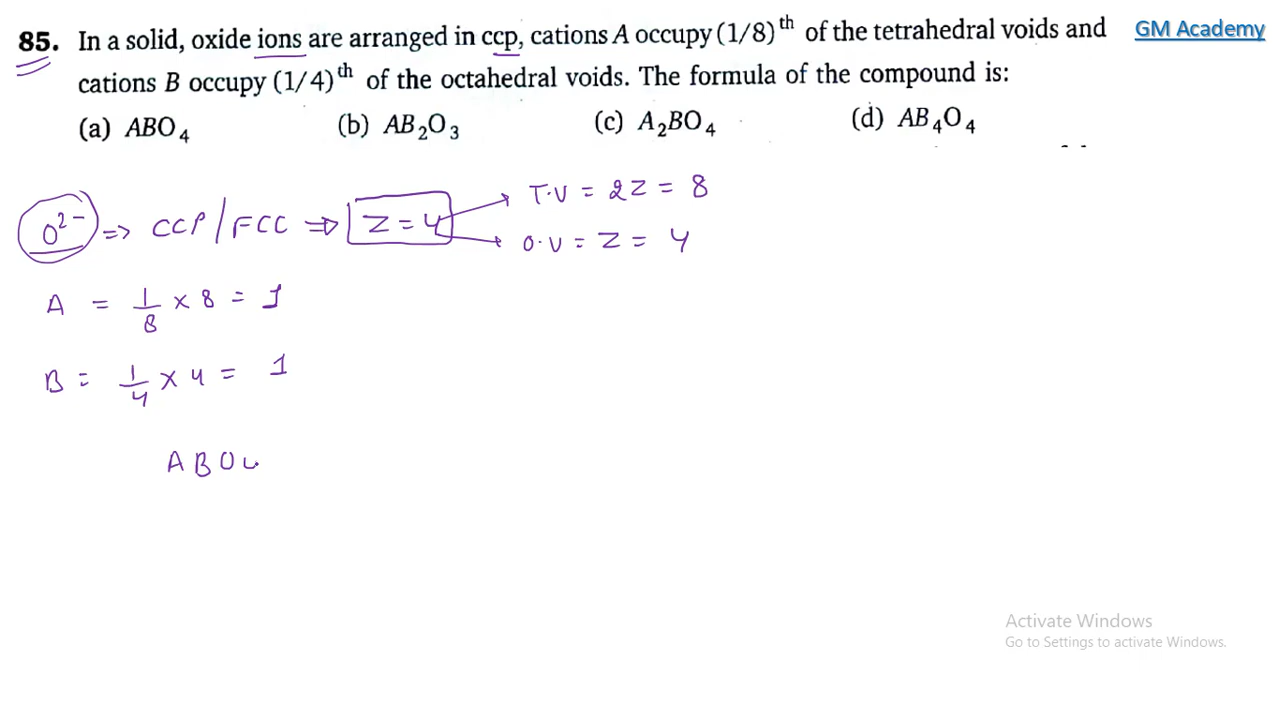 85. In a solid, oxide ions are arranged in ccp, cations A occupy (1/8)th of the tetrahedral voids and
GM Academy
cations B occupy (1/4)th of the octahedral voids. The formula of the compound is:
(a) ABO4 (b) AB2O3 (c) A2BO4 (d) AB4O4
O2- => CCP/FCC => Z = 4
T.V = 2Z = 8
O.V = Z = 4
A = 1/8 × 8 = 1
B = 1/4 × 4 = 1
ABO4
Activate Windows
Go to Settings to activate Windows.